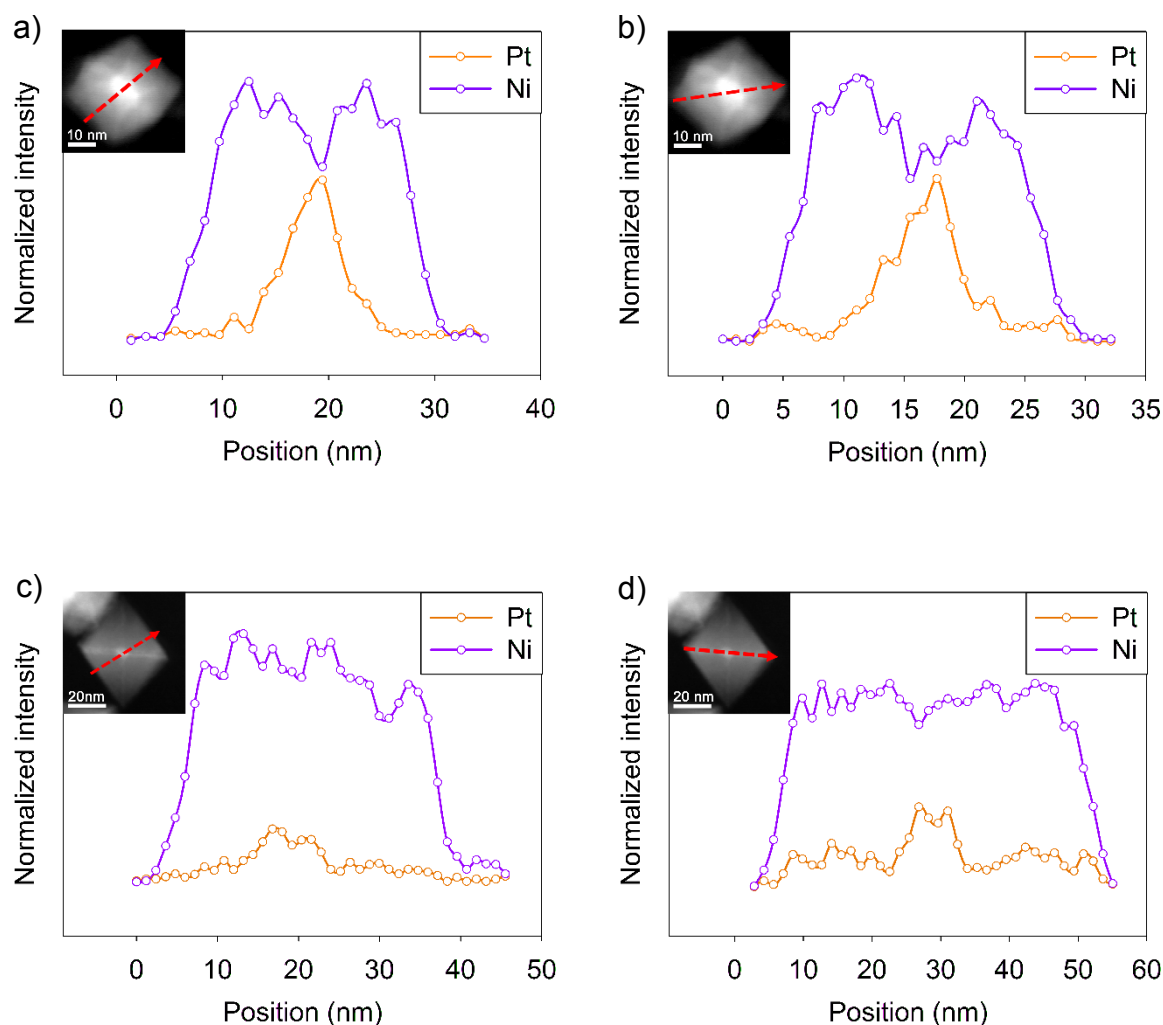 a)
10 nm
Pt
Ni
Normalized intensity
0 10 20 30 40
Position (nm)
b)
10 nm
Pt
Ni
Normalized intensity
0 5 10 15 20 25 30 35
Position (nm)
c)
20nm
Pt
Ni
Normalized intensity
0 10 20 30 40 50
Position (nm)
d)
20 nm
Pt
Ni
Normalized intensity
0 10 20 30 40 50 60
Position (nm)